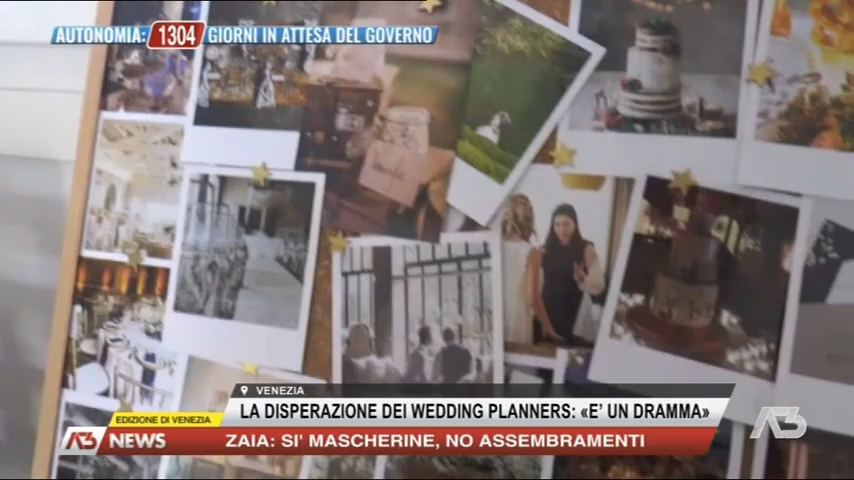 AUTONOMIA: 1304 GIORNI IN ATTESA DEL GOVERNO
VENEZIA
LA DISPERAZIONE DEI WEDDING PLANNERS: «E' UN DRAMMA»
EDIZIONE DI VENEZIA
A3 NEWS
ZAIA: SI' MASCHERINE, NO ASSEMBRAMENTI
A3